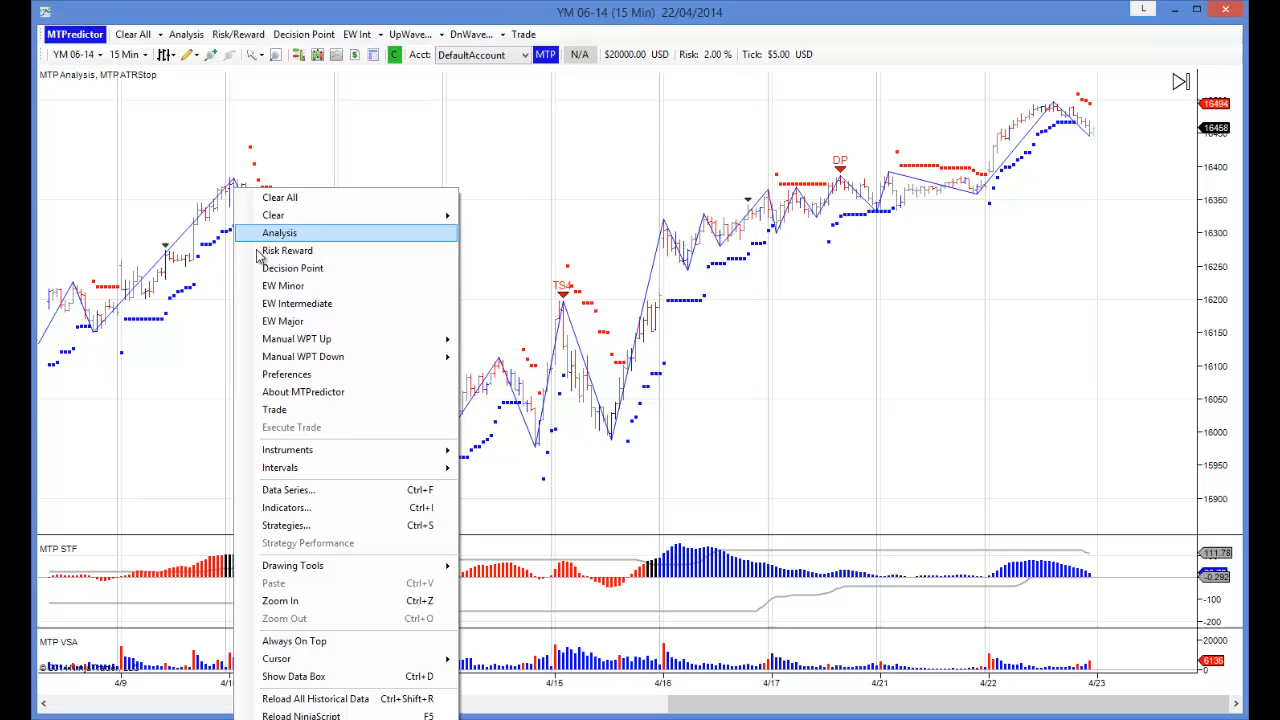 YM 06-14 (15 Min) 22/04/2014
L
MTPredictor Clear All Analysis Risk/Reward Decision Point EW Int UpWave... DnWave... Trade
YM 06-14 15 Min $ C Acct: DefaultAccount MTP N/A $20000.00 USD Risk: 2.00 % Tick: $5.00 USD
MTP Analysis, MTP ATRStop
16494
16458
16400
16350
16300
16250
16200
16150
16100
16050
16000
15950
15900
DP
TS4
Clear All
Clear
Analysis
Risk Reward
Decision Point
EW Minor
EW Intermediate
EW Major
Manual WPT Up
Manual WPT Down
Preferences
About MTPredictor
Trade
Execute Trade
Instruments
Intervals
Data Series... Ctrl+F
Indicators... Ctrl+I
Strategies... Ctrl+S
Strategy Performance
Drawing Tools
Paste Ctrl+V
Zoom In Ctrl+Z
Zoom Out Ctrl+O
Always On Top
Cursor
Show Data Box Ctrl+D
Reload All Historical Data Ctrl+Shift+R
Reload NinjaScript F5
MTP STF
111.78
-0.292
-100
-200
MTP VSA
20000
6136
4/9 4/15 4/16 4/17 4/21 4/22 4/23